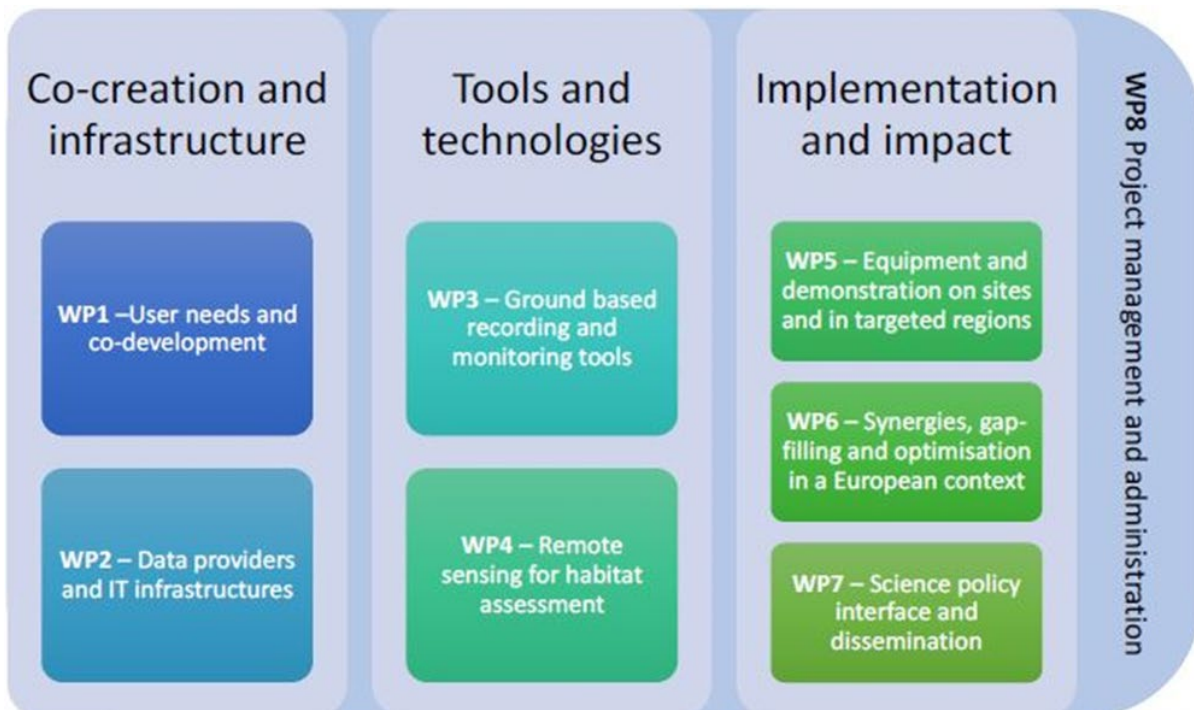 Co-creation and
infrastructure
WP1 –User needs and
co-development
WP2 – Data providers
and IT infrastructures
Tools and
technologies
WP3 – Ground based
recording and
monitoring tools
WP4 – Remote
sensing for habitat
assessment
Implementation
and impact
WP5 – Equipment and
demonstration on sites
and in targeted regions
WP6 – Synergies, gap-
filling and optimisation
in a European context
WP7 – Science policy
interface and
dissemination
WP8 Project management and administration